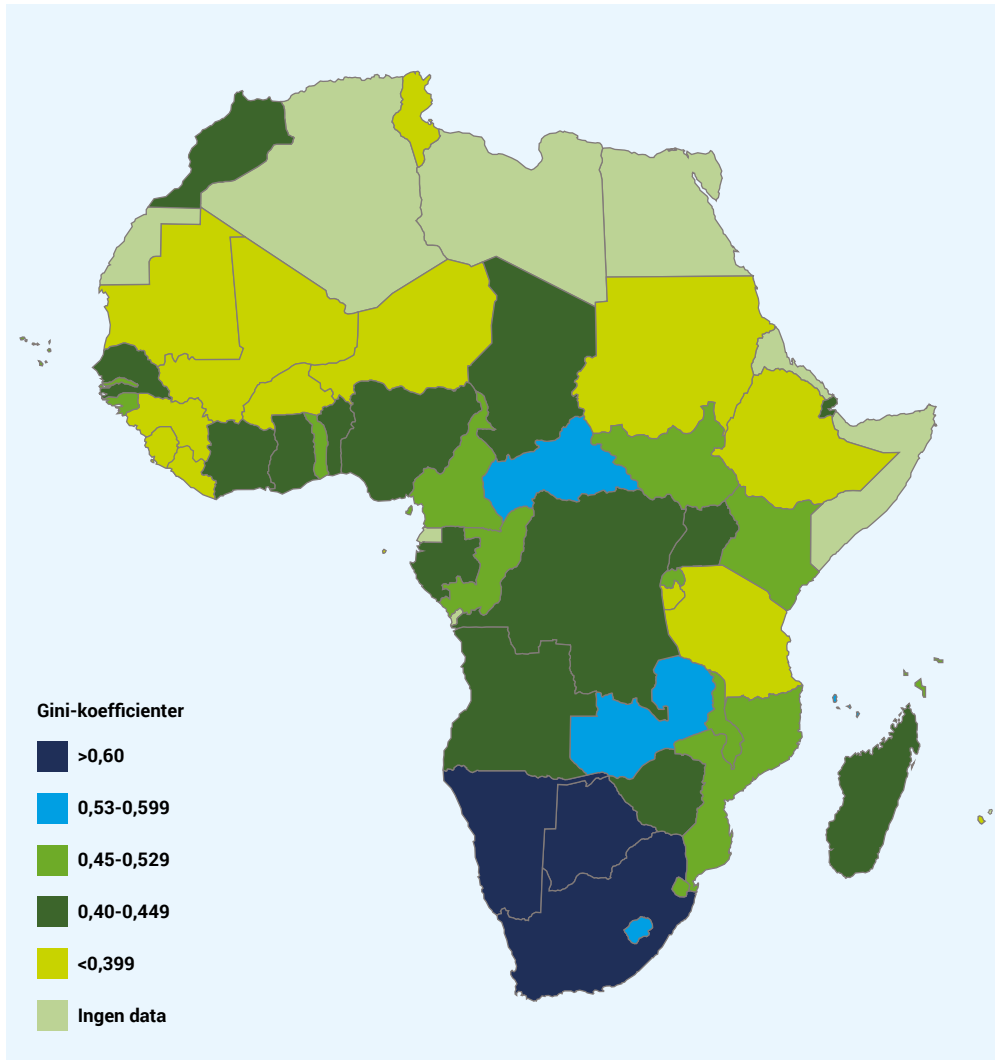 Gini-koefficienter
>0,60
0,53-0,599
0,45-0,529
0,40-0,449
<0,399
Ingen data